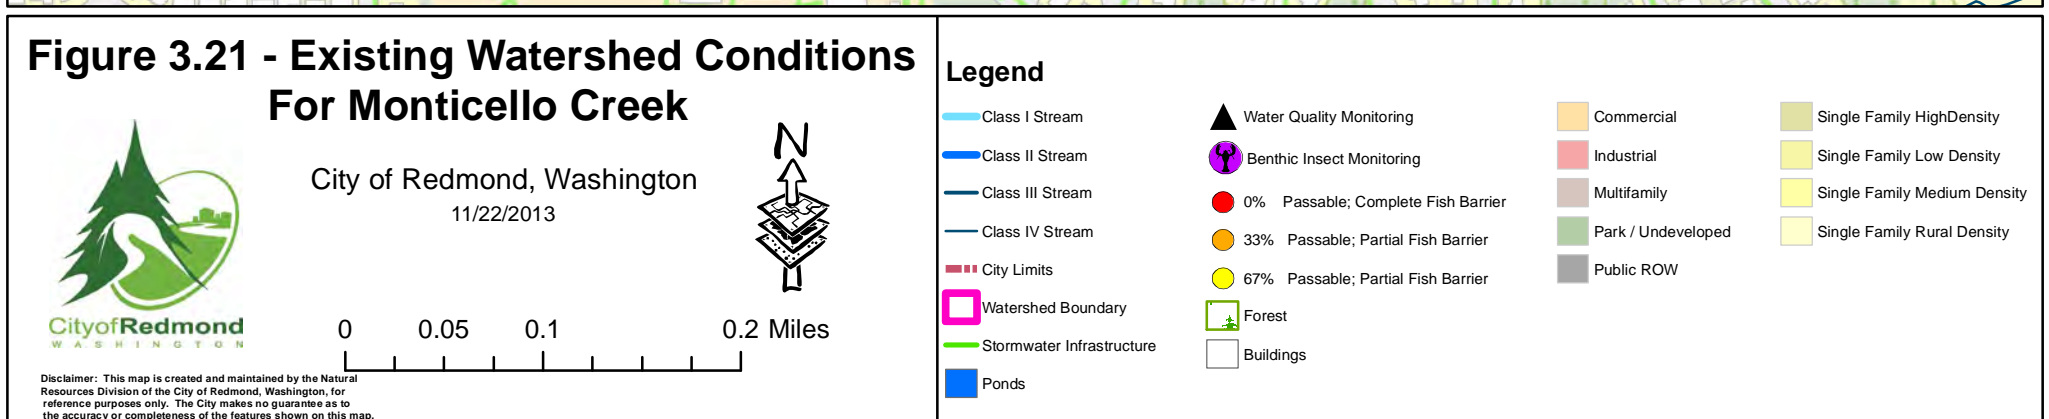 Figure 3.21 - Existing Watershed Conditions
For Monticello Creek
City of Redmond, Washington
11/22/2013
N
CityofRedmond
WASHINGTON
0 0.05 0.1 0.2 Miles
Disclaimer: This map is created and maintained by the Natural
Resources Division of the City of Redmond, Washington, for
reference purposes only. The City makes no guarantee as to
the accuracy or completeness of the features shown on this map.
Legend
Class I Stream
Class II Stream
Class III Stream
Class IV Stream
City Limits
Watershed Boundary
Stormwater Infrastructure
Ponds
Water Quality Monitoring
Benthic Insect Monitoring
0% Passable; Complete Fish Barrier
33% Passable; Partial Fish Barrier
67% Passable; Partial Fish Barrier
Forest
Buildings
Commercial
Industrial
Multifamily
Park / Undeveloped
Public ROW
Single Family HighDensity
Single Family Low Density
Single Family Medium Density
Single Family Rural Density